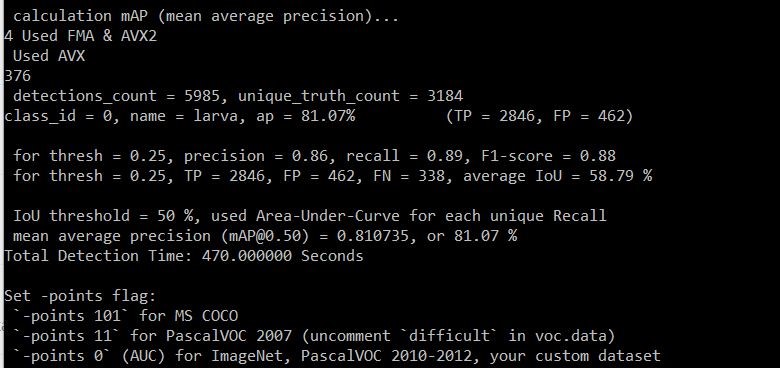 calculation mAP (mean average precision)...
4 Used FMA & AVX2
Used AVX
376
detections_count = 5985, unique_truth_count = 3184
class_id = 0, name = larva, ap = 81.07% (TP = 2846, FP = 462)
for thresh = 0.25, precision = 0.86, recall = 0.89, F1-score = 0.88
for thresh = 0.25, TP = 2846, FP = 462, FN = 338, average IoU = 58.79 %
IoU threshold = 50 %, used Area-Under-Curve for each unique Recall
mean average precision (mAP@0.50) = 0.810735, or 81.07 %
Total Detection Time: 470.000000 Seconds
Set -points flag:
`-points 101` for MS COCO
`-points 11` for PascalVOC 2007 (uncomment `difficult` in voc.data)
`-points 0` (AUC) for ImageNet, PascalVOC 2010-2012, your custom dataset